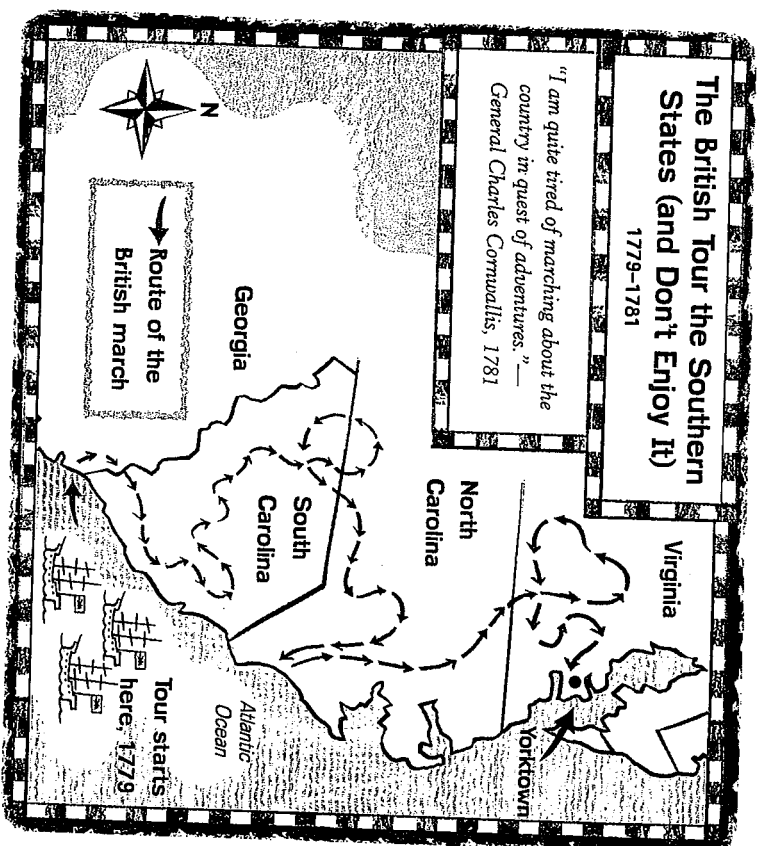 The British Tour the Southern
States (and Don't Enjoy It)
1779–1781
"I am quite tired of marching about the
country in quest of adventures."—
General Charles Cornwallis, 1781
N
Route of the
British march
Virginia
Yorktown
North
Carolina
South
Carolina
Georgia
Atlantic
Ocean
Tour starts
here, 1779